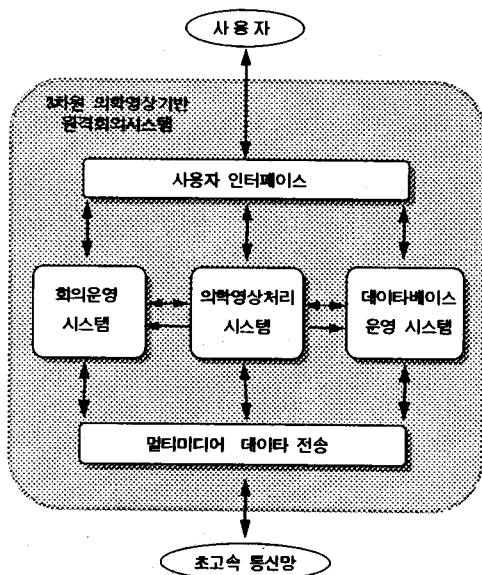 사용자
3차원 의학영상기반
원격회의시스템
사용자 인터페이스
회의운영
시스템
의학영상처리
시스템
데이타베이스
운영 시스템
멀티미디어 데이타 전송
초고속 통신망